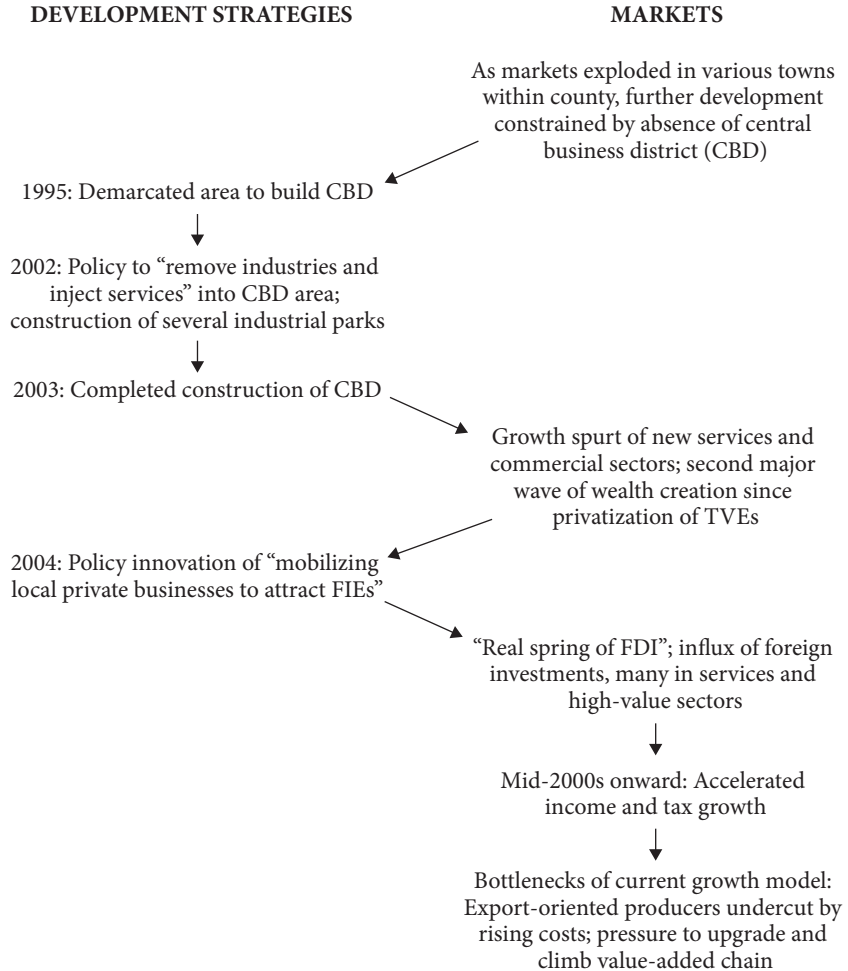 DEVELOPMENT STRATEGIES
MARKETS
As markets exploded in various towns
within county, further development
constrained by absence of central
business district (CBD)
1995: Demarcated area to build CBD
2002: Policy to “remove industries and
inject services” into CBD area;
construction of several industrial parks
2003: Completed construction of CBD
Growth spurt of new services and
commercial sectors; second major
wave of wealth creation since
privatization of TVEs
2004: Policy innovation of “mobilizing
local private businesses to attract FIEs”
“Real spring of FDI”; influx of foreign
investments, many in services and
high-value sectors
Mid-2000s onward: Accelerated
income and tax growth
Bottlenecks of current growth model:
Export-oriented producers undercut by
rising costs; pressure to upgrade and
climb value-added chain